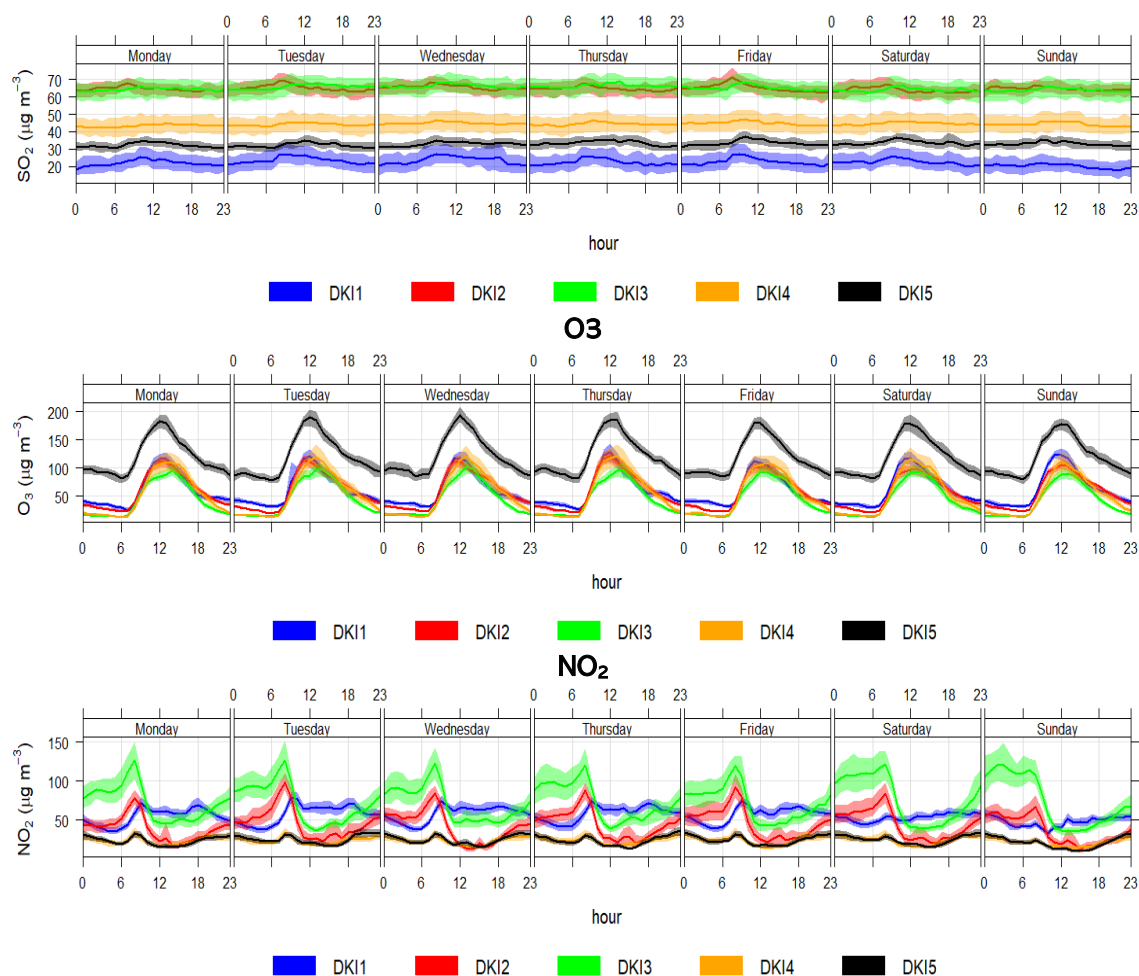 0 6 12 18 23 0 6 12 18 23 0 6 12 18 23
Monday Tuesday Wednesday Thursday Friday Saturday Sunday
SO₂ (µg m⁻³)
70
60
50
40
30
20
0 6 12 18 23 0 6 12 18 23 0 6 12 18 23 0 6 12 18 23
hour
DKI1 DKI2 DKI3 DKI4 DKI5
O3
0 6 12 18 23 0 6 12 18 23 0 6 12 18 23
Monday Tuesday Wednesday Thursday Friday Saturday Sunday
O₃ (µg m⁻³)
200
150
100
50
0 6 12 18 23 0 6 12 18 23 0 6 12 18 23 0 6 12 18 23
hour
DKI1 DKI2 DKI3 DKI4 DKI5
NO₂
0 6 12 18 23 0 6 12 18 23 0 6 12 18 23
Monday Tuesday Wednesday Thursday Friday Saturday Sunday
NO₂ (µg m⁻³)
150
100
50
0 6 12 18 23 0 6 12 18 23 0 6 12 18 23 0 6 12 18 23
hour
DKI1 DKI2 DKI3 DKI4 DKI5